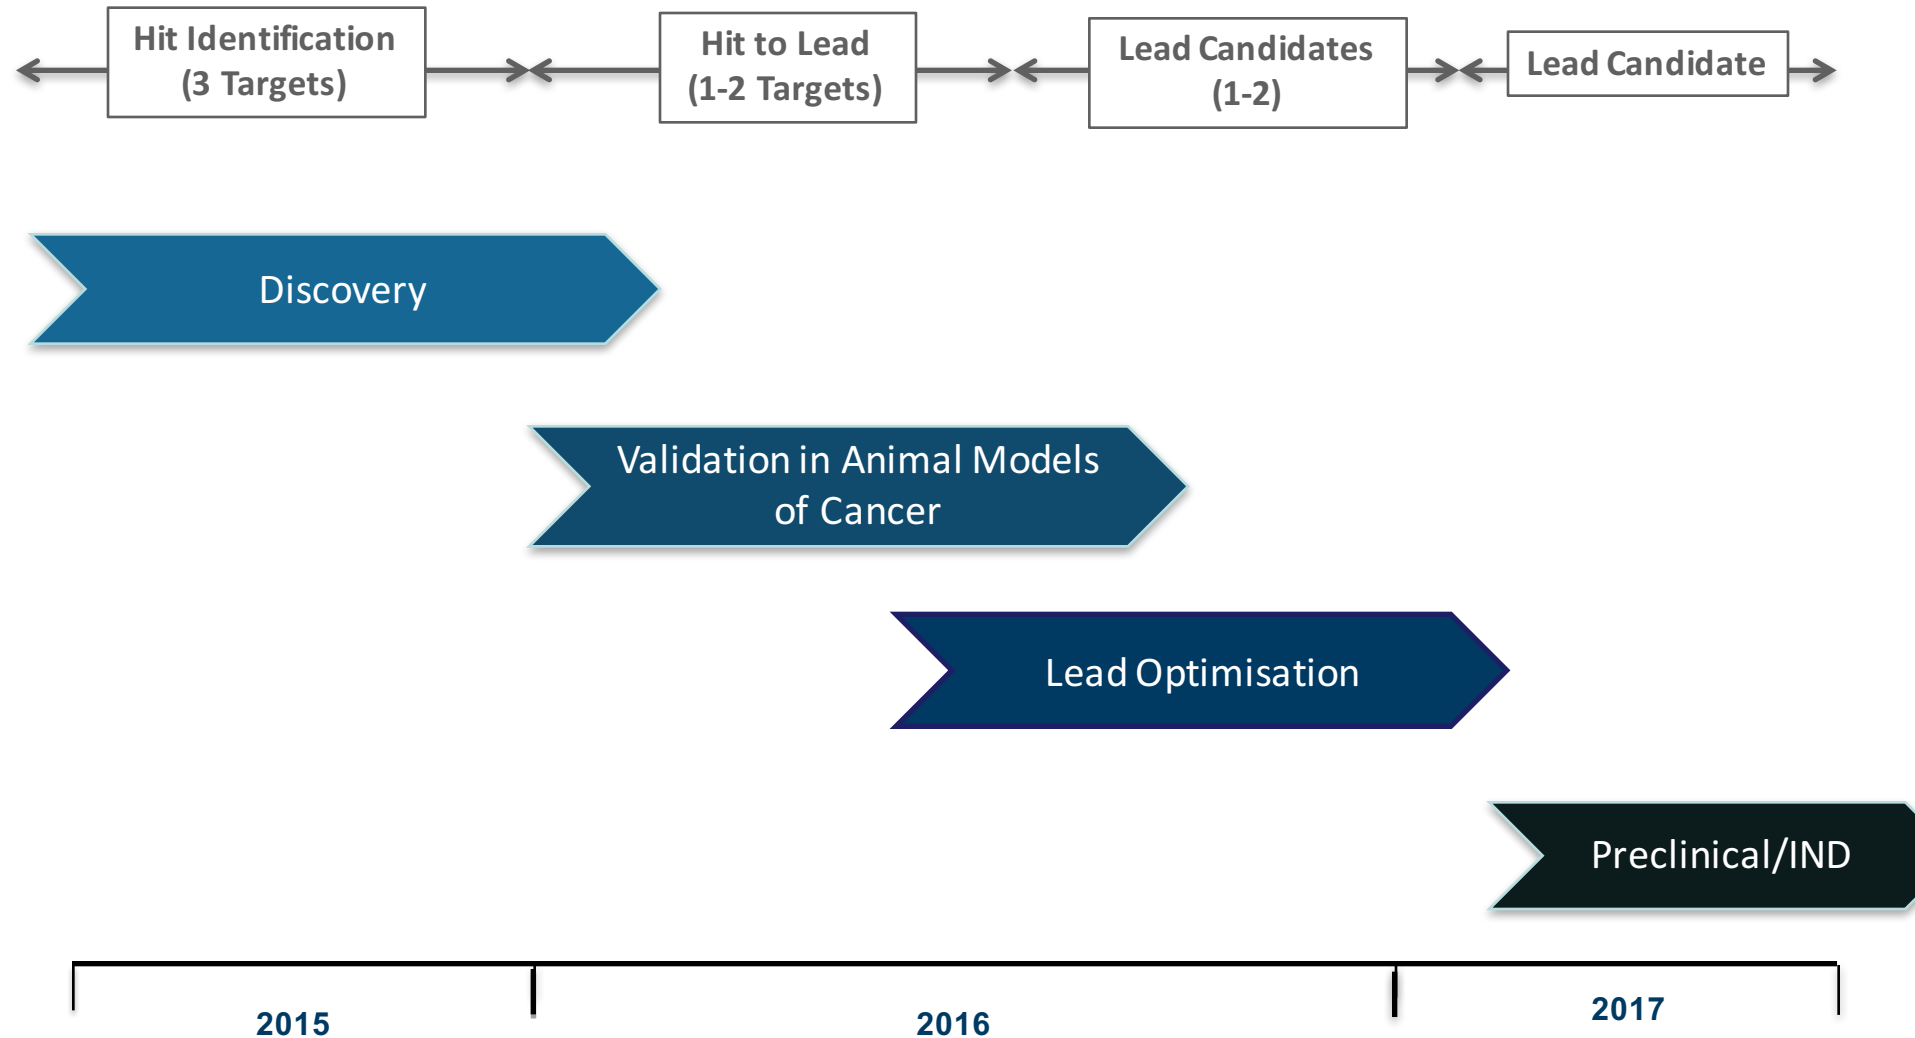 Hit Identification
(3 Targets)
Hit to Lead
(1-2 Targets)
Lead Candidates
(1-2)
Lead Candidate
Discovery
Validation in Animal Models
of Cancer
Lead Optimisation
Preclinical/IND
2015
2016
2017